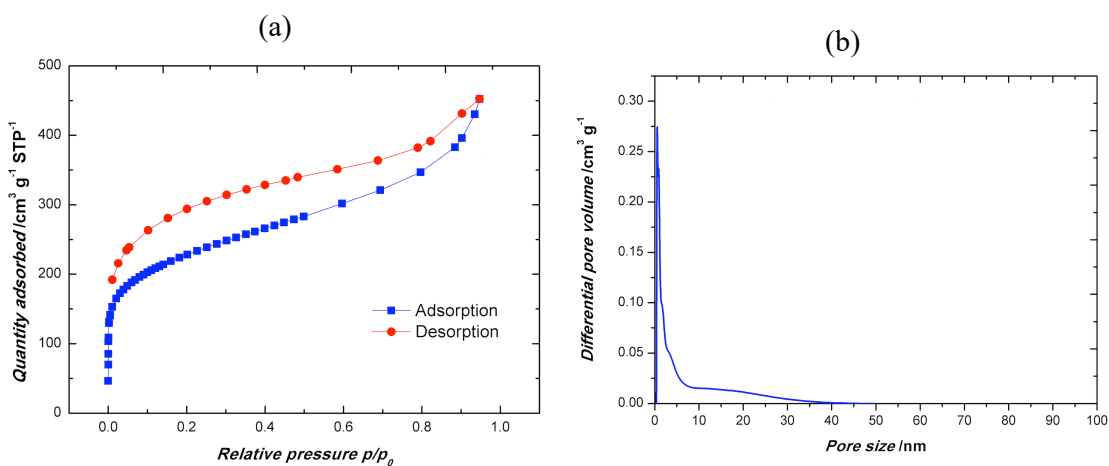 (a)
500
400
300
200
100
0
Quantity adsorbed /cm³ g⁻¹ STP⁻¹
0.0 0.2 0.4 0.6 0.8 1.0
Relative pressure p/p₀
Adsorption
Desorption
(b)
0.30
0.25
0.20
0.15
0.10
0.05
0.00
Differential pore volume /cm³ g⁻¹
0 10 20 30 40 50 60 70 80 90 100
Pore size /nm